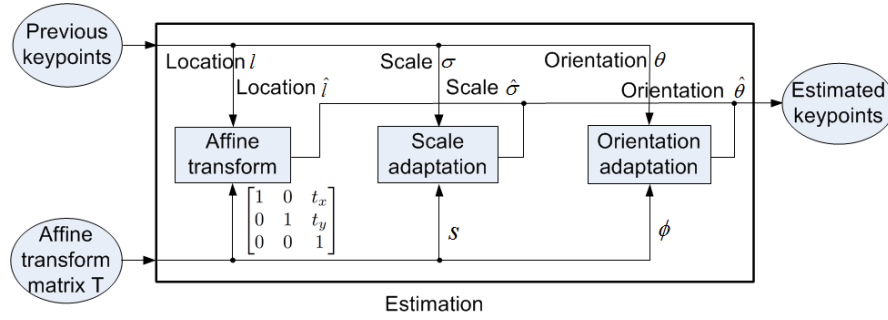 Previous
keypoints
Location l
Scale σ
Orientation θ
Location l̂
Scale σ̂
Orientation θ̂
Estimated
keypoints
Affine
transform
Scale
adaptation
Orientation
adaptation
1 0 t_x
0 1 t_y
0 0 1
s
ϕ
Affine
transform
matrix T
Estimation